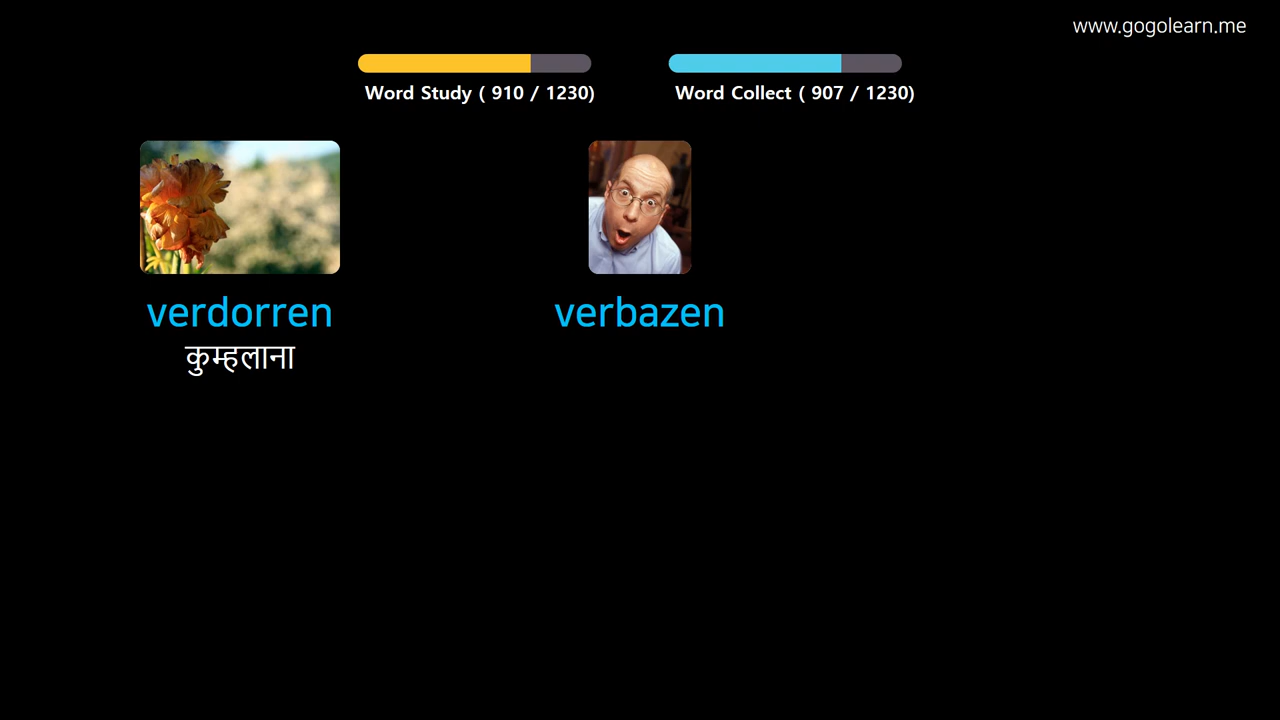 www.gogolearn.me
Word Study ( 910 / 1230)
Word Collect ( 907 / 1230)
verdorren
verbazen
कुम्हलाना